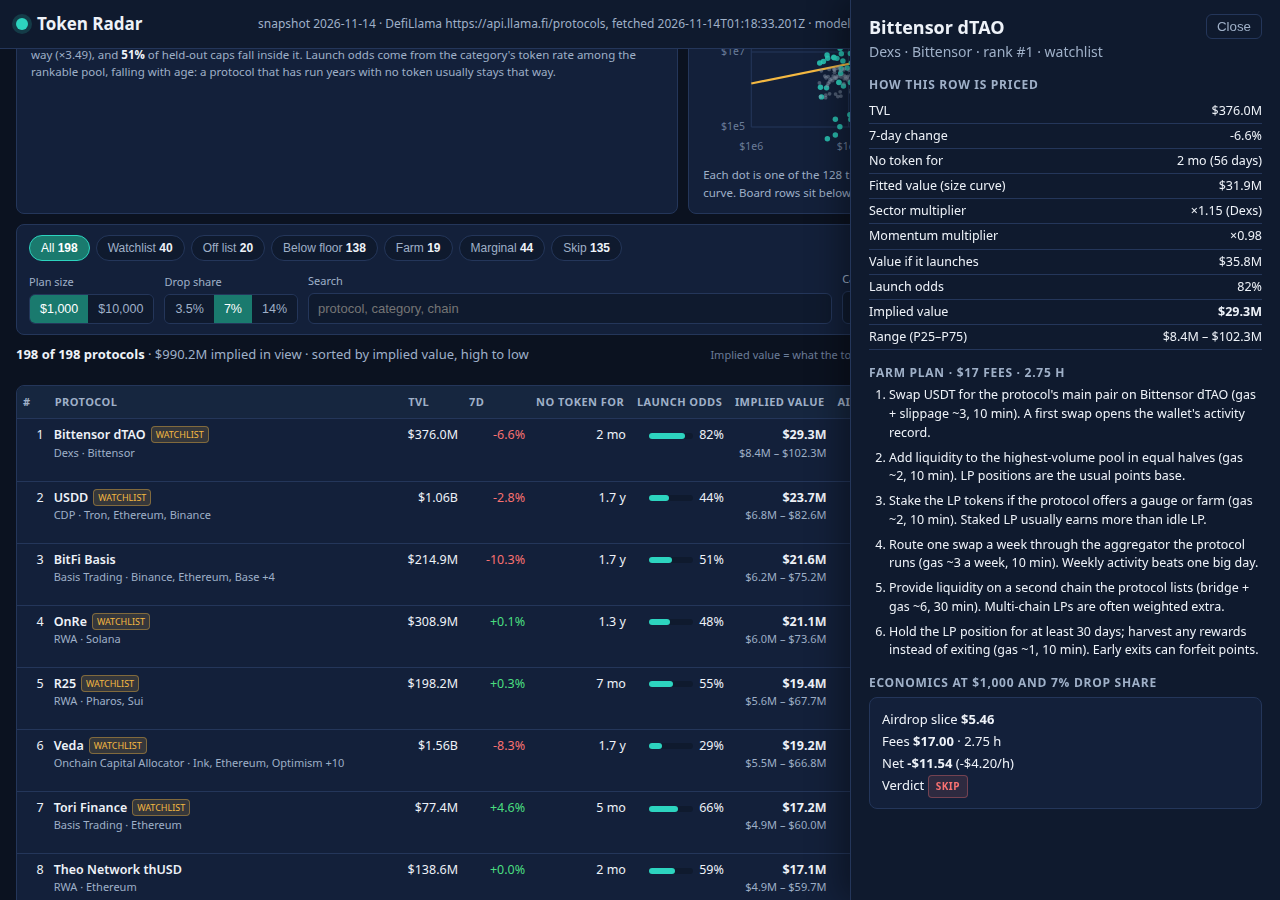 Token Radar
snapshot 2026-11-14 · DefiLlama https://api.llama.fi/protocols, fetched 2026-11-14T01:18:33.201Z · model
way (×3.49), and 51% of held-out caps fall inside it. Launch odds come from the category's token rate among the
rankable pool, falling with age: a protocol that has run years with no token usually stays that way.
$1e7
$1e5
$1e6
Each dot is one of the 128
curve. Board rows sit below
All 198
Watchlist 40
Off list 20
Below floor 138
Farm 19
Marginal 44
Skip 135
Plan size
Drop share
Search
$1,000
$10,000
3.5%
7%
14%
protocol, category, chain
198 of 198 protocols · $990.2M implied in view · sorted by implied value, high to low
Implied value = what the
# PROTOCOL TVL 7D NO TOKEN FOR LAUNCH ODDS IMPLIED VALUE
1 Bittensor dTAO WATCHLIST $376.0M -6.6% 2 mo 82% $29.3M
Dexs · Bittensor $8.4M – $102.3M
2 USDD WATCHLIST $1.06B -2.8% 1.7 y 44% $23.7M
CDP · Tron, Ethereum, Binance $6.8M – $82.6M
3 BitFi Basis $214.9M -10.3% 1.7 y 51% $21.6M
Basis Trading · Binance, Ethereum, Base +4 $6.2M – $75.2M
4 OnRe WATCHLIST $308.9M +0.1% 1.3 y 48% $21.1M
RWA · Solana $6.0M – $73.6M
5 R25 WATCHLIST $198.2M +0.3% 7 mo 55% $19.4M
RWA · Pharos, Sui $5.6M – $67.7M
6 Veda WATCHLIST $1.56B -8.3% 1.7 y 29% $19.2M
Onchain Capital Allocator · Ink, Ethereum, Optimism +10 $5.5M – $66.8M
7 Tori Finance WATCHLIST $77.4M +4.6% 5 mo 66% $17.2M
Basis Trading · Ethereum $4.9M – $60.0M
8 Theo Network thUSD $138.6M +0.0% 2 mo 59% $17.1M
RWA · Ethereum $4.9M – $59.7M
Bittensor dTAO
Close
Dexs · Bittensor · rank #1 · watchlist
HOW THIS ROW IS PRICED
TVL $376.0M
7-day change -6.6%
No token for 2 mo (56 days)
Fitted value (size curve) $31.9M
Sector multiplier ×1.15 (Dexs)
Momentum multiplier ×0.98
Value if it launches $35.8M
Launch odds 82%
Implied value $29.3M
Range (P25–P75) $8.4M – $102.3M
FARM PLAN · $17 FEES · 2.75 H
1. Swap USDT for the protocol's main pair on Bittensor dTAO (gas
+ slippage ~3, 10 min). A first swap opens the wallet's activity
record.
2. Add liquidity to the highest-volume pool in equal halves (gas
~2, 10 min). LP positions are the usual points base.
3. Stake the LP tokens if the protocol offers a gauge or farm (gas
~2, 10 min). Staked LP usually earns more than idle LP.
4. Route one swap a week through the aggregator the protocol
runs (gas ~3 a week, 10 min). Weekly activity beats one big day.
5. Provide liquidity on a second chain the protocol lists (bridge +
gas ~6, 30 min). Multi-chain LPs are often weighted extra.
6. Hold the LP position for at least 30 days; harvest any rewards
instead of exiting (gas ~1, 10 min). Early exits can forfeit points.
ECONOMICS AT $1,000 AND 7% DROP SHARE
Airdrop slice $5.46
Fees $17.00 · 2.75 h
Net -$11.54 (-$4.20/h)
Verdict SKIP